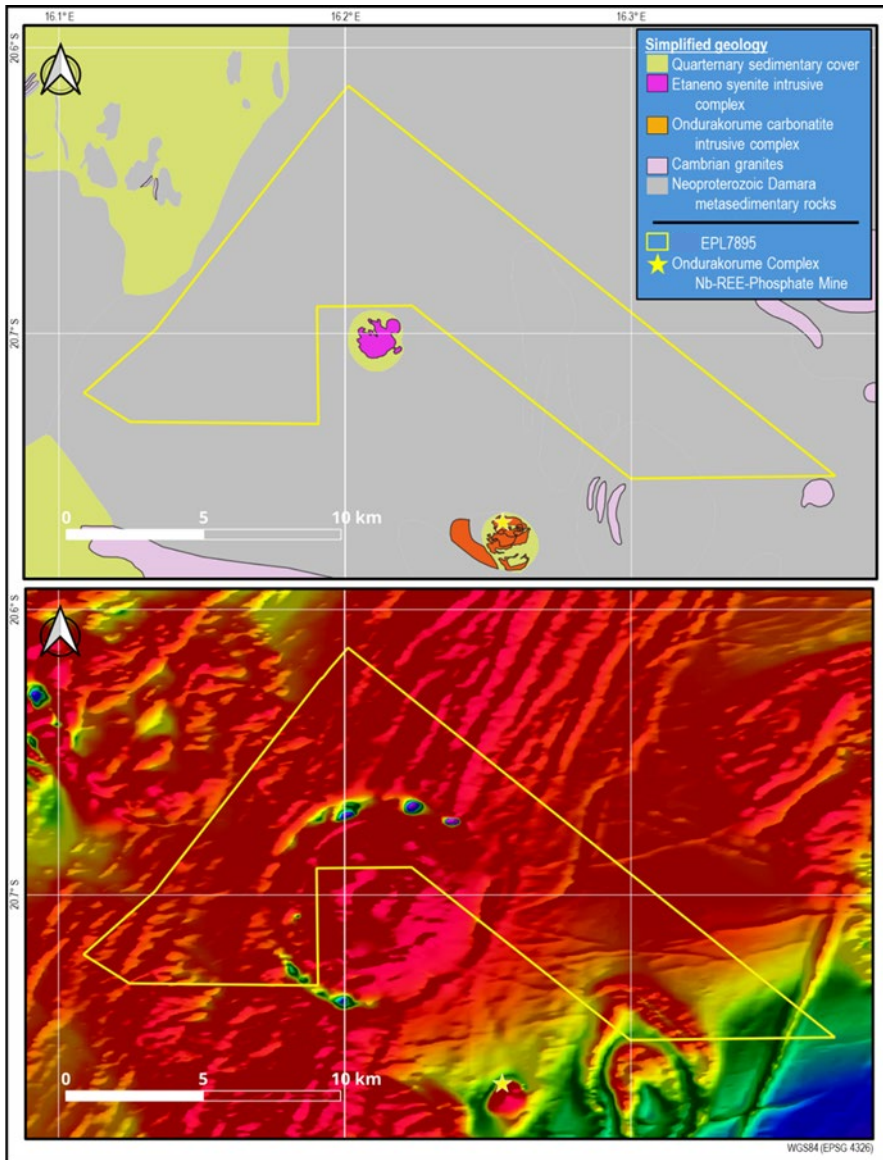 16.1° E 16.2° E 16.3° E
20.6° S
Simplified geology
Quarternary sedimentary cover
Etaneno syenite intrusive
complex
Ondurakorume carbonatite
intrusive complex
Cambrian granites
Neoproterozoic Damara
metasedimentary rocks
EPL7895
Ondurakorume Complex
Nb-REE-Phosphate Mine
20.7° S
0 5 10 km
20.6° S
20.7° S
0 5 10 km
WGS84 (EPSG 4326)